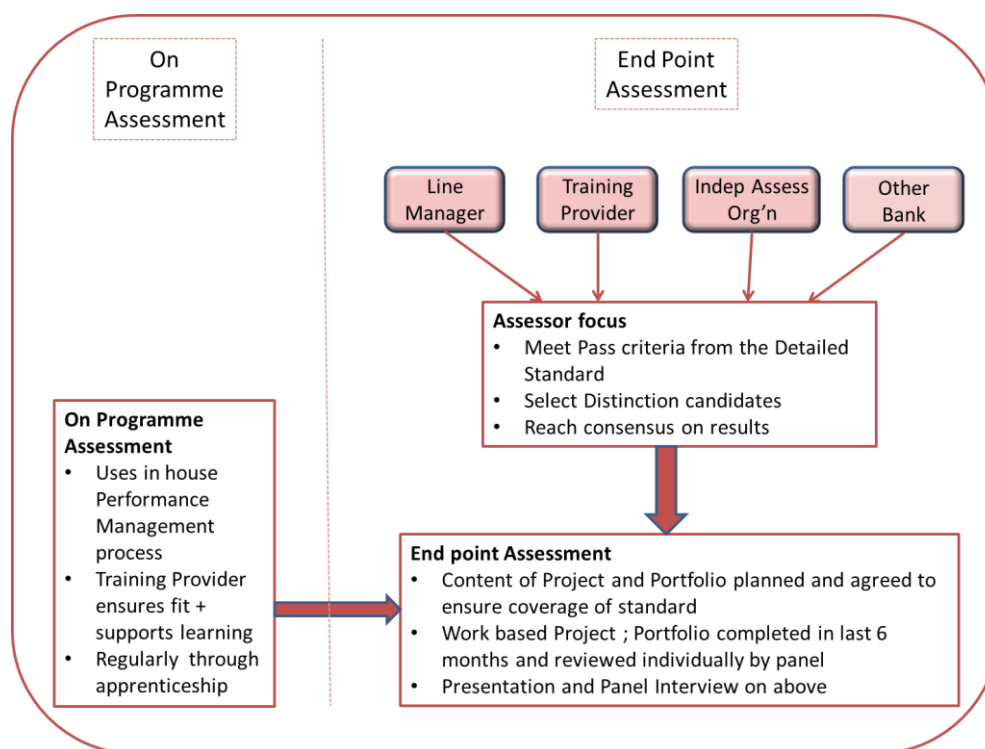 On
Programme
Assessment
End Point
Assessment
Line
Manager
Training
Provider
Indep Assess
Org'n
Other
Bank
Assessor focus
• Meet Pass criteria from the Detailed
Standard
• Select Distinction candidates
• Reach consensus on results
On Programme
Assessment
• Uses in house
Performance
Management
process
• Training Provider
ensures fit +
supports learning
• Regularly through
apprenticeship
End point Assessment
• Content of Project and Portfolio planned and agreed to
ensure coverage of standard
• Work based Project ; Portfolio completed in last 6
months and reviewed individually by panel
• Presentation and Panel Interview on above